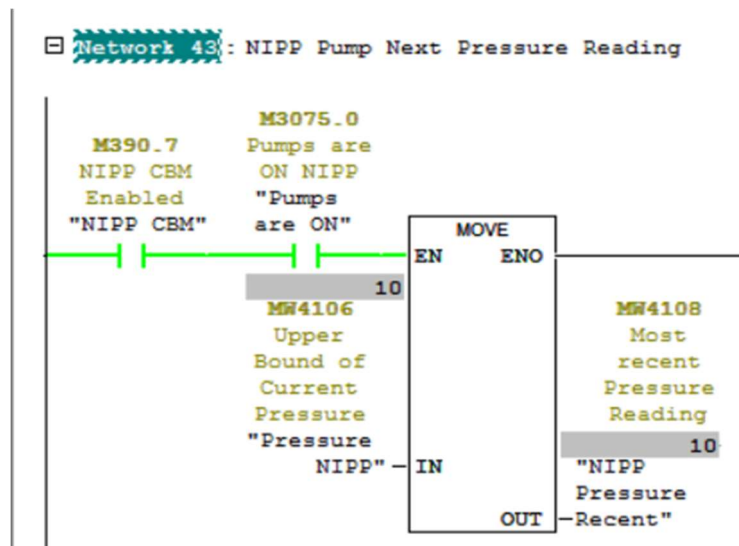 Network 43: NIPP Pump Next Pressure Reading
M3075.0
M390.7 Pumps are
NIPP CBM ON NIPP
Enabled "Pumps
"NIPP CBM" are ON"
MOVE
EN ENO
10
MW4106
Upper
Bound of
Current
Pressure
"Pressure
NIPP"
IN
MW4108
Most
recent
Pressure
Reading
10
"NIPP
Pressure
OUT Recent"